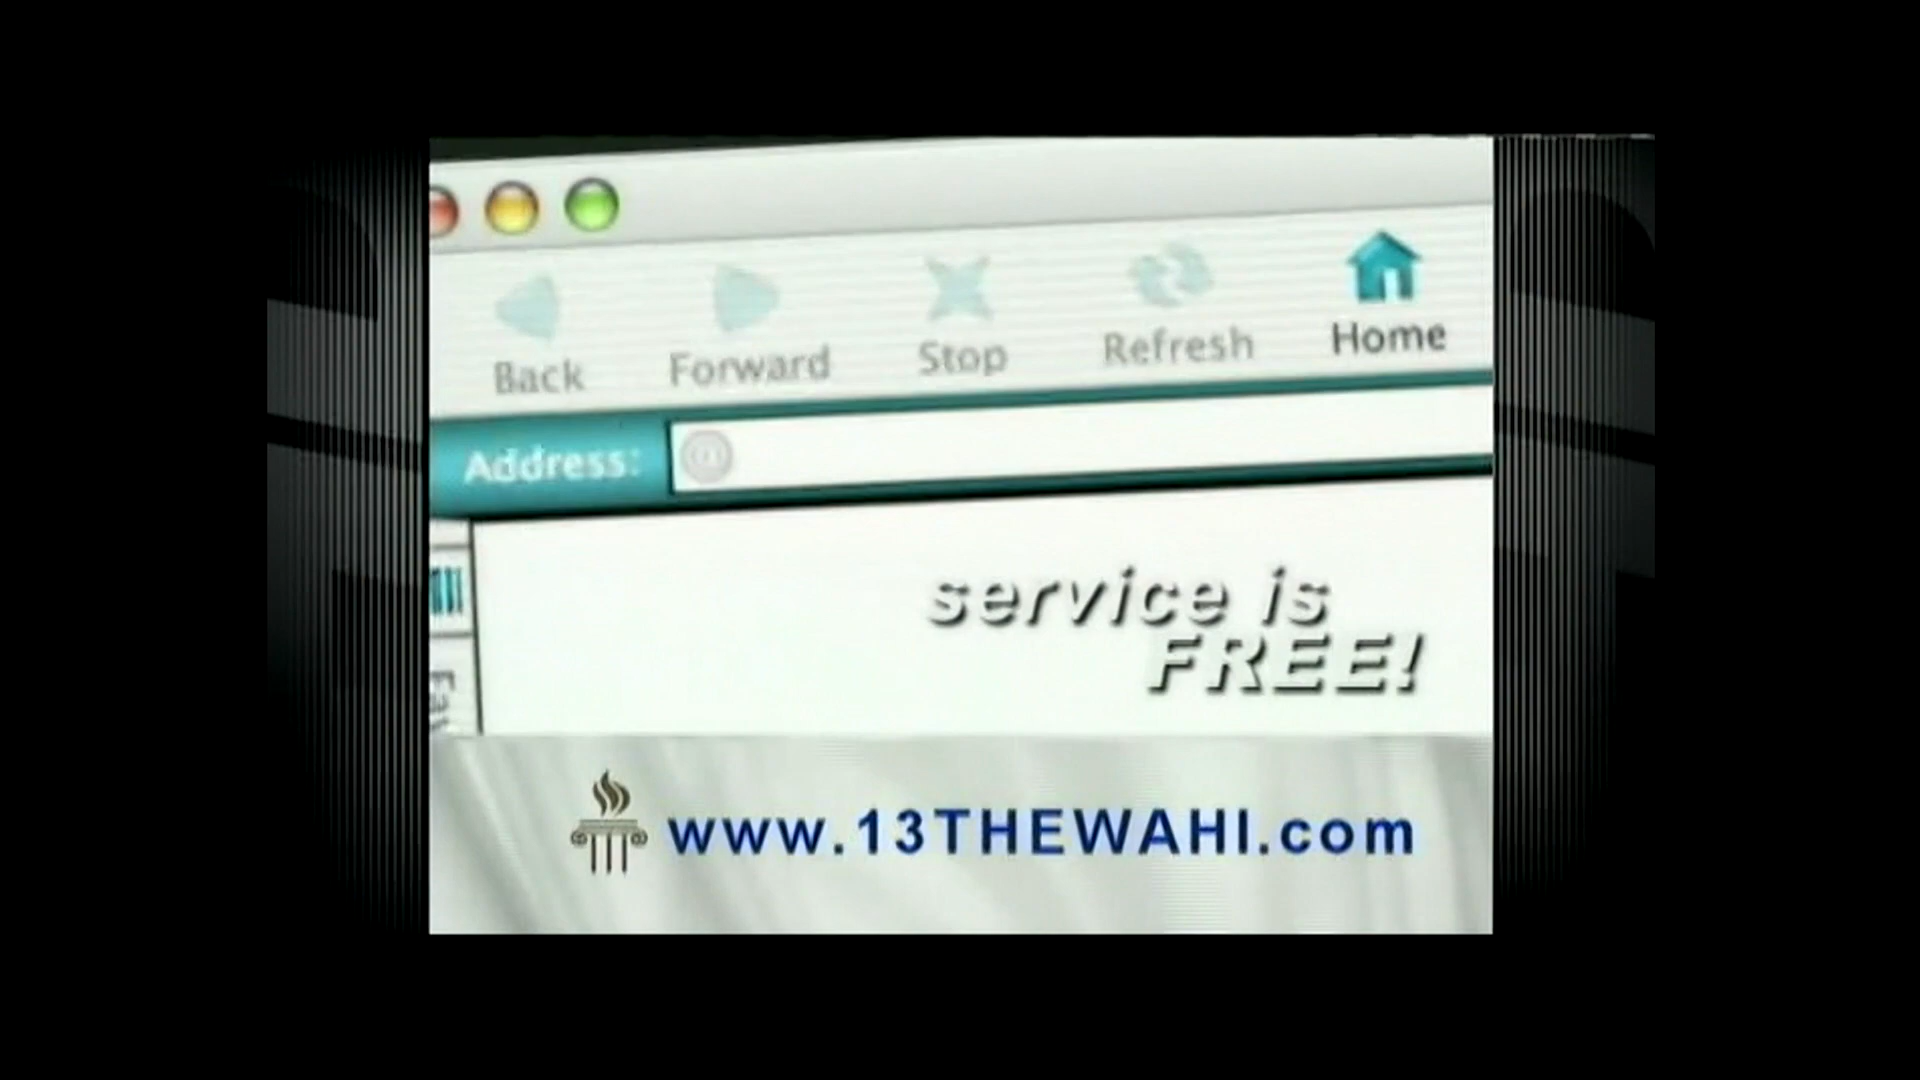 Back Forward Stop Refresh Home
Address:
service is
FREE!
www.13THEWAHI.com